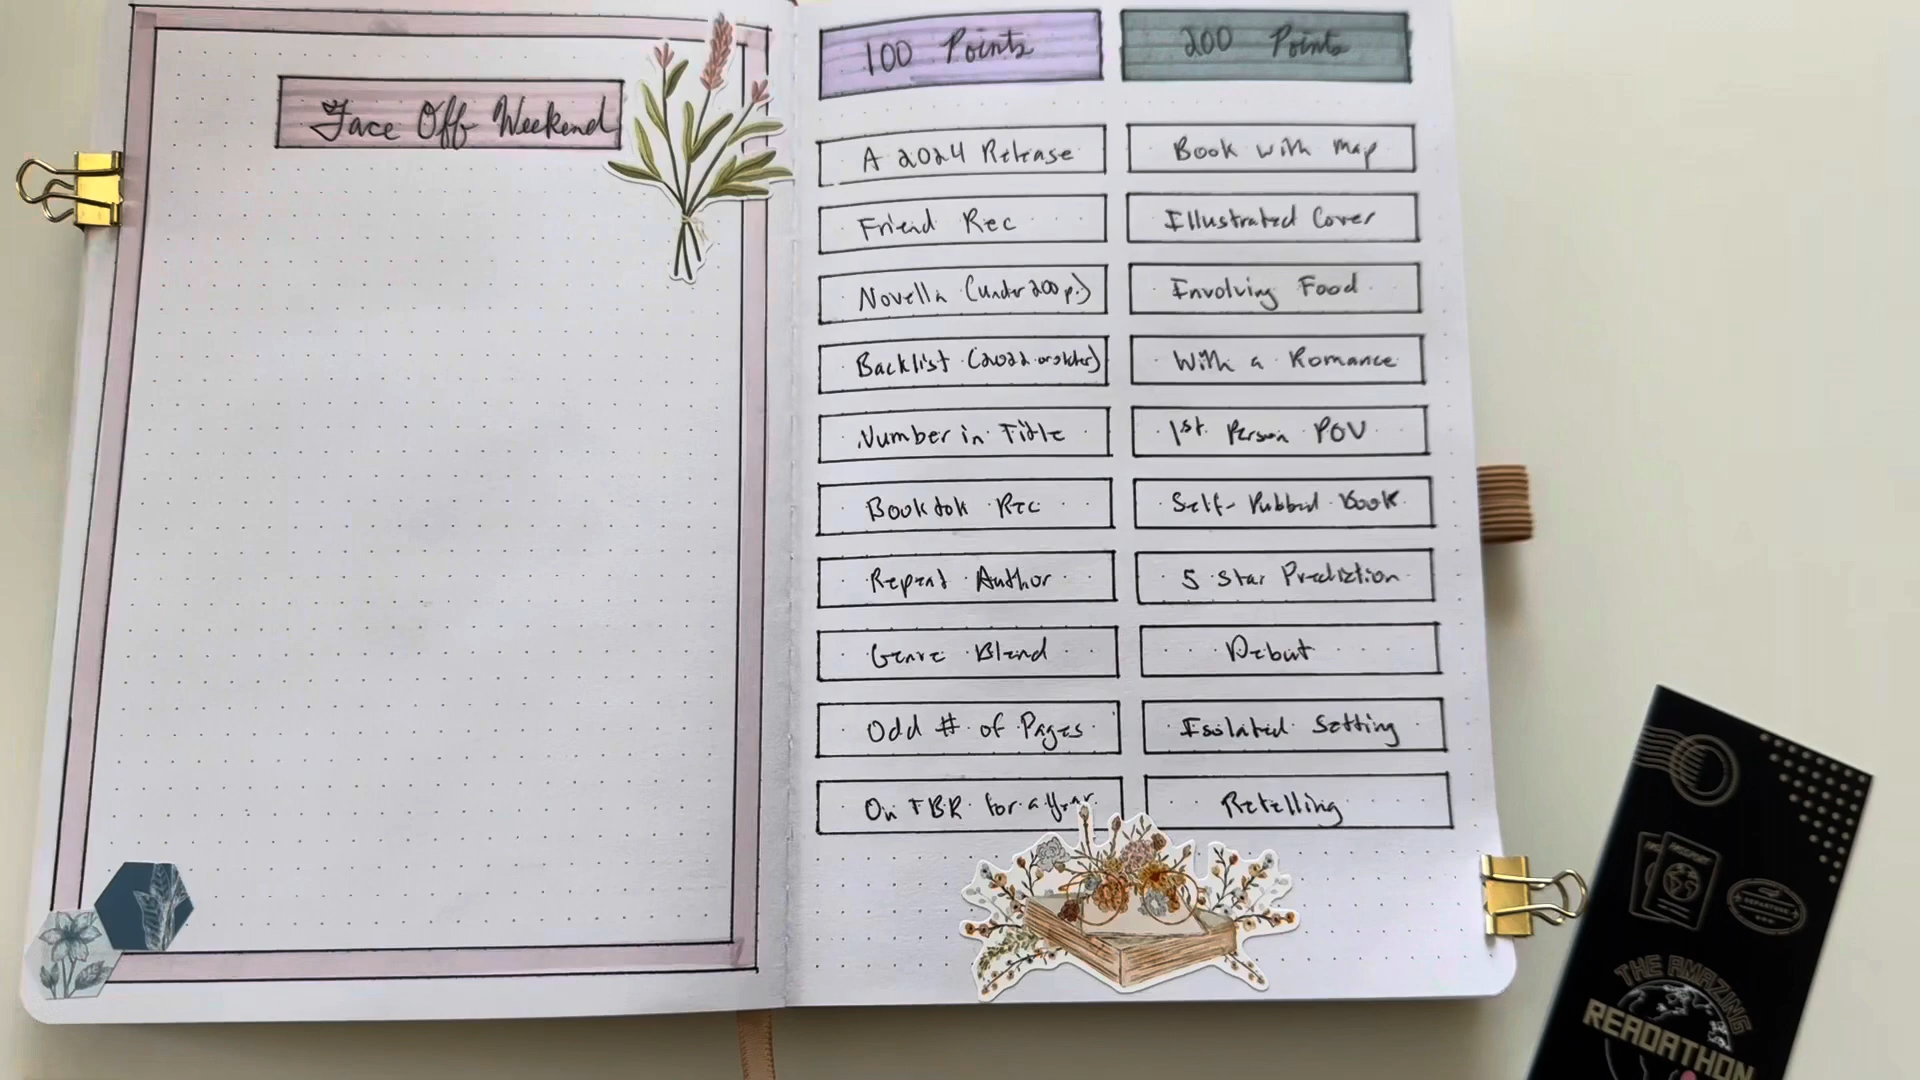 Face Off Weekend
100 Points
A 2024 Release
Friend Rec
Novella (under 200 p.)
Backlist (2022 or older)
Number in Title
Booktok Rec
Repeat Author
Genre Blend
Odd # of Pages
On TBR for a Year
200 Points
Book with Map
Illustrated Cover
Involving Food
With a Romance
1st Person POV
Self-Pubbed Book
5 Star Prediction
Debut
Isolated Setting
Retelling
PASSPORT
DEPARTURE
THE AMAZING
READATHON